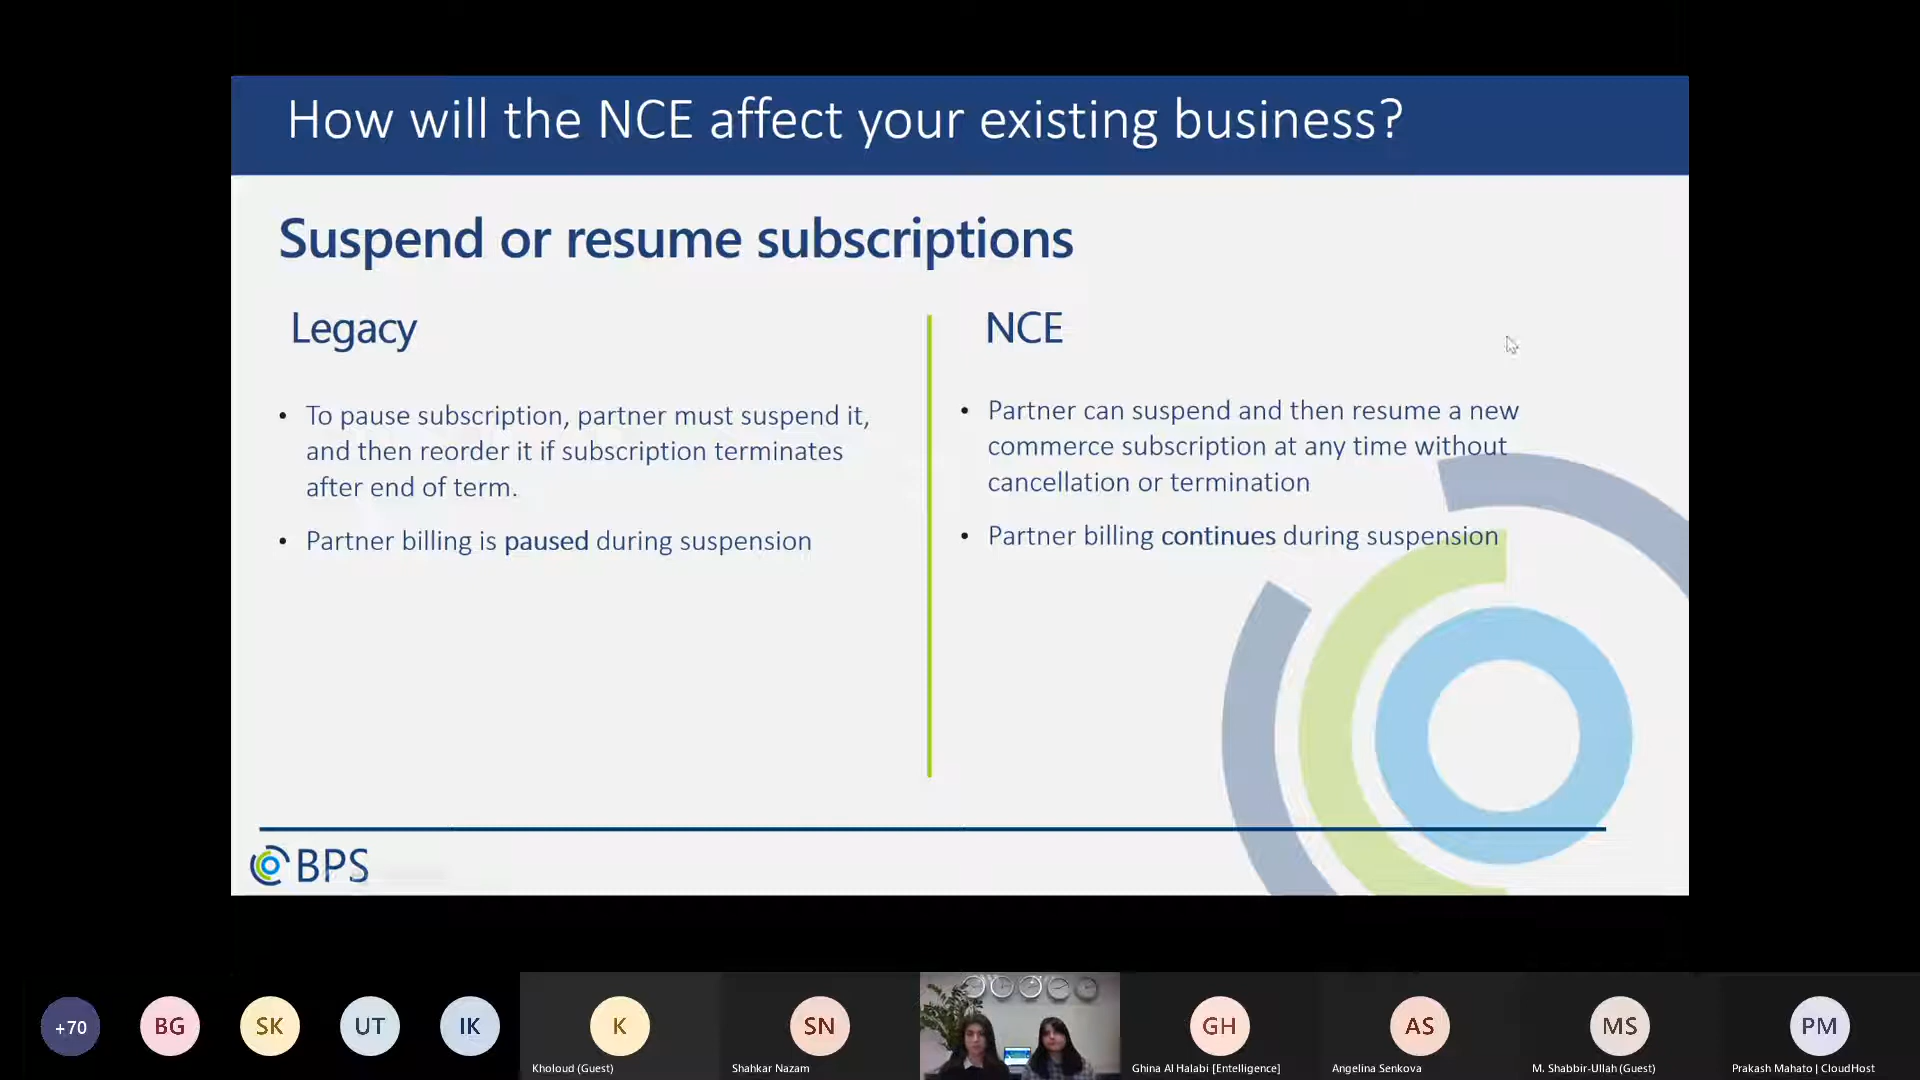 How will the NCE affect your existing business?
Suspend or resume subscriptions
Legacy
• To pause subscription, partner must suspend it,
and then reorder it if subscription terminates
after end of term.
• Partner billing is paused during suspension
NCE
• Partner can suspend and then resume a new
commerce subscription at any time without
cancellation or termination
• Partner billing continues during suspension
BPS
+70
BG
SK
UT
IK
K
Kholoud (Guest)
SN
Shahkar Nazam
GH
Ghina Al Halabi [Entelligence]
AS
Angelina Senkova
MS
M. Shabbir-Ullah (Guest)
PM
Prakash Mahato | CloudHost